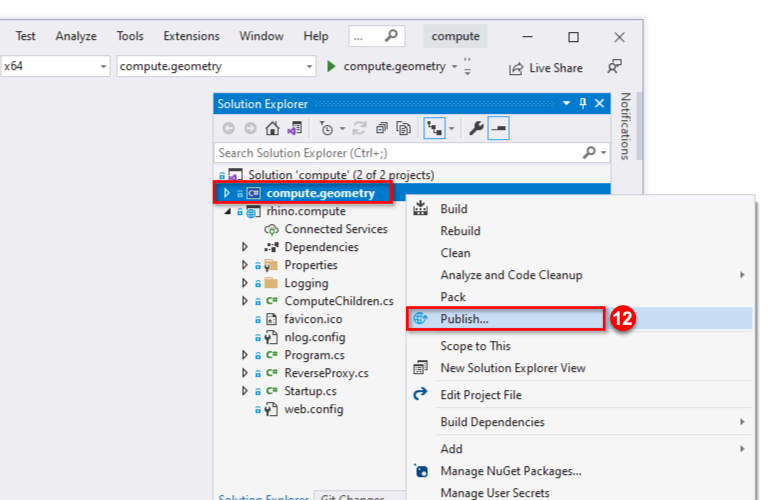 Test Analyze Tools Extensions Window Help ... compute
x64 compute.geometry compute.geometry Live Share
Solution Explorer
Notifications
Search Solution Explorer (Ctrl+;)
Solution 'compute' (2 of 2 projects)
C# compute.geometry
rhino.compute
Connected Services
Dependencies
Properties
Logging
C# ComputeChildren.cs
favicon.ico
nlog.config
C# Program.cs
C# ReverseProxy.cs
C# Startup.cs
web.config
Build
Rebuild
Clean
Analyze and Code Cleanup
Pack
Publish... 12
Scope to This
New Solution Explorer View
Edit Project File
Build Dependencies
Add
Manage NuGet Packages...
Manage User Secrets
Solution Explorer Git Changes